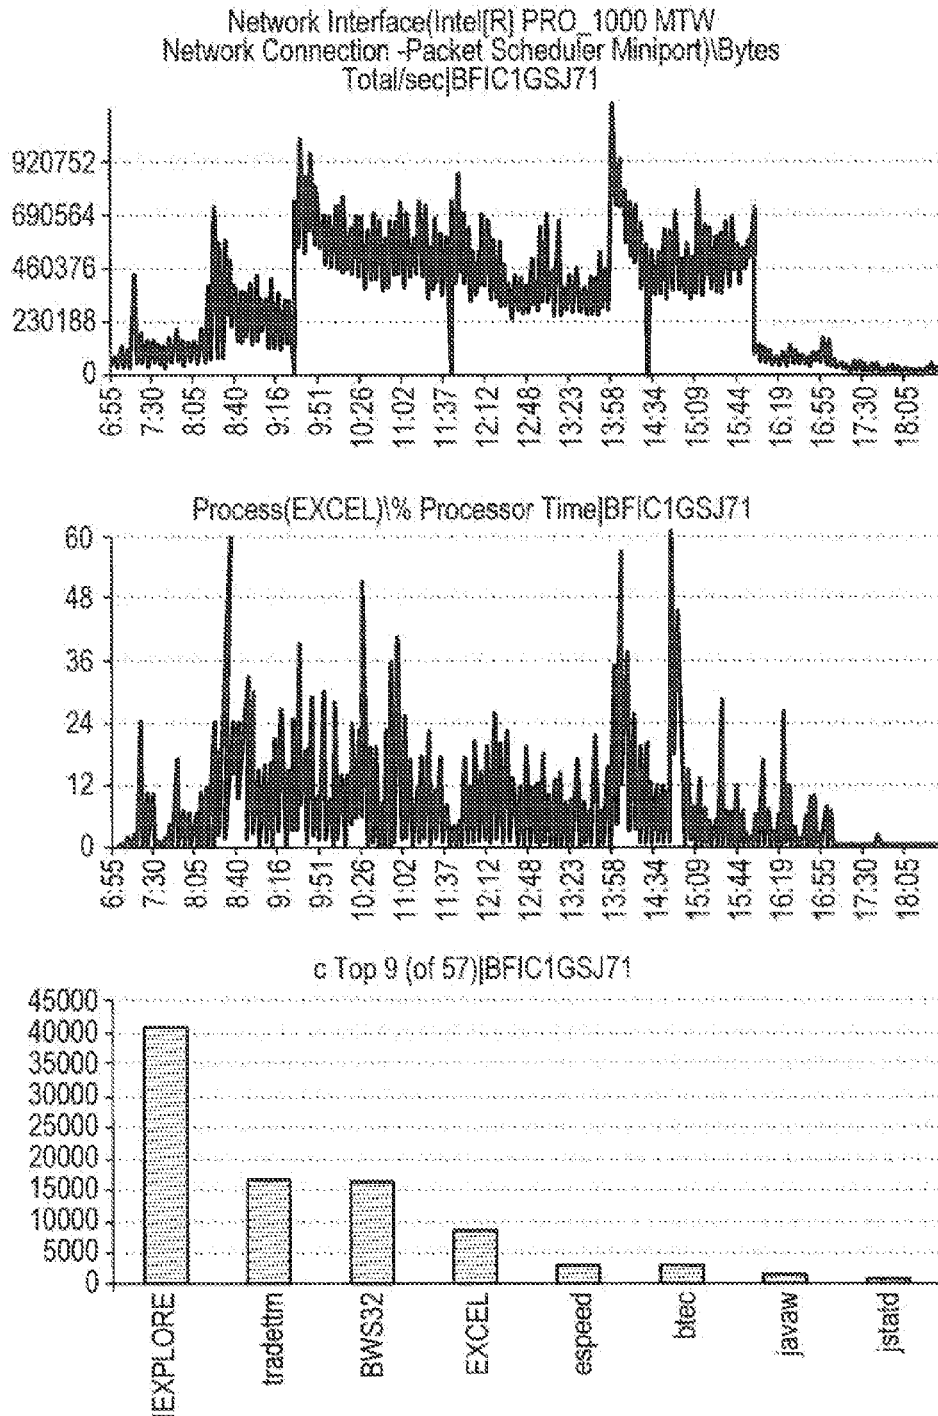 Network Interface(Intel[R] PRO_1000 MTW
Network Connection -Packet Scheduler Miniport)\Bytes
Total/sec|BFIC1GSJ71
920752
690564
460376
230188
0
6:55 7:30 8:05 8:40 9:16 9:51 10:26 11:02 11:37 12:12 12:48 13:23 13:58 14:34 15:09 15:44 16:19 16:55 17:30 18:05
Process(EXCEL)\% Processor Time|BFIC1GSJ71
60
48
36
24
12
0
6:55 7:30 8:05 8:40 9:16 9:51 10:26 11:02 11:37 12:12 12:48 13:23 13:58 14:34 15:09 15:44 16:19 16:55 17:30 18:05
c Top 9 (of 57)|BFIC1GSJ71
45000
40000
35000
30000
25000
20000
15000
10000
5000
0
IEXPLORE tradettm BWS32 EXCEL espeed btec javaw jstatd